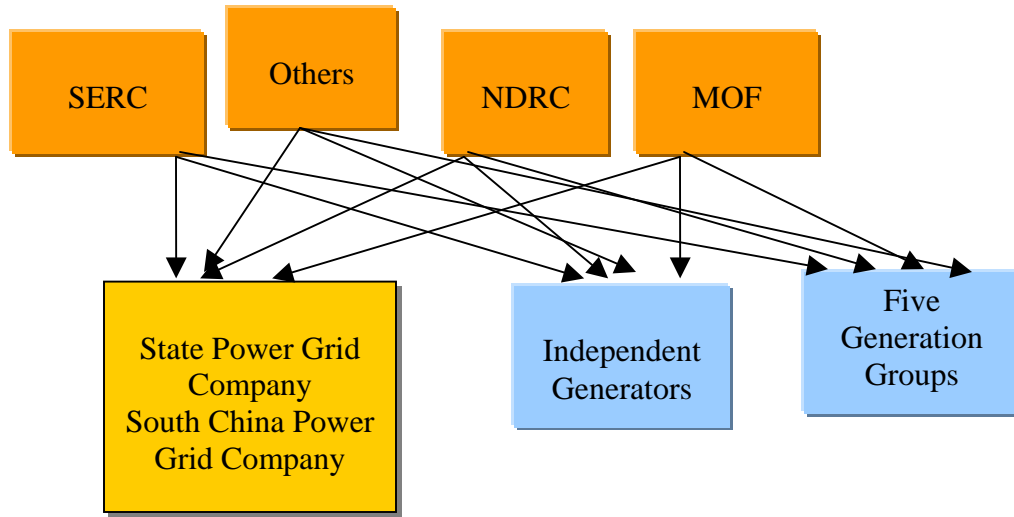 SERC
Others
NDRC
MOF
State Power Grid
Company
South China Power
Grid Company
Independent
Generators
Five
Generation
Groups